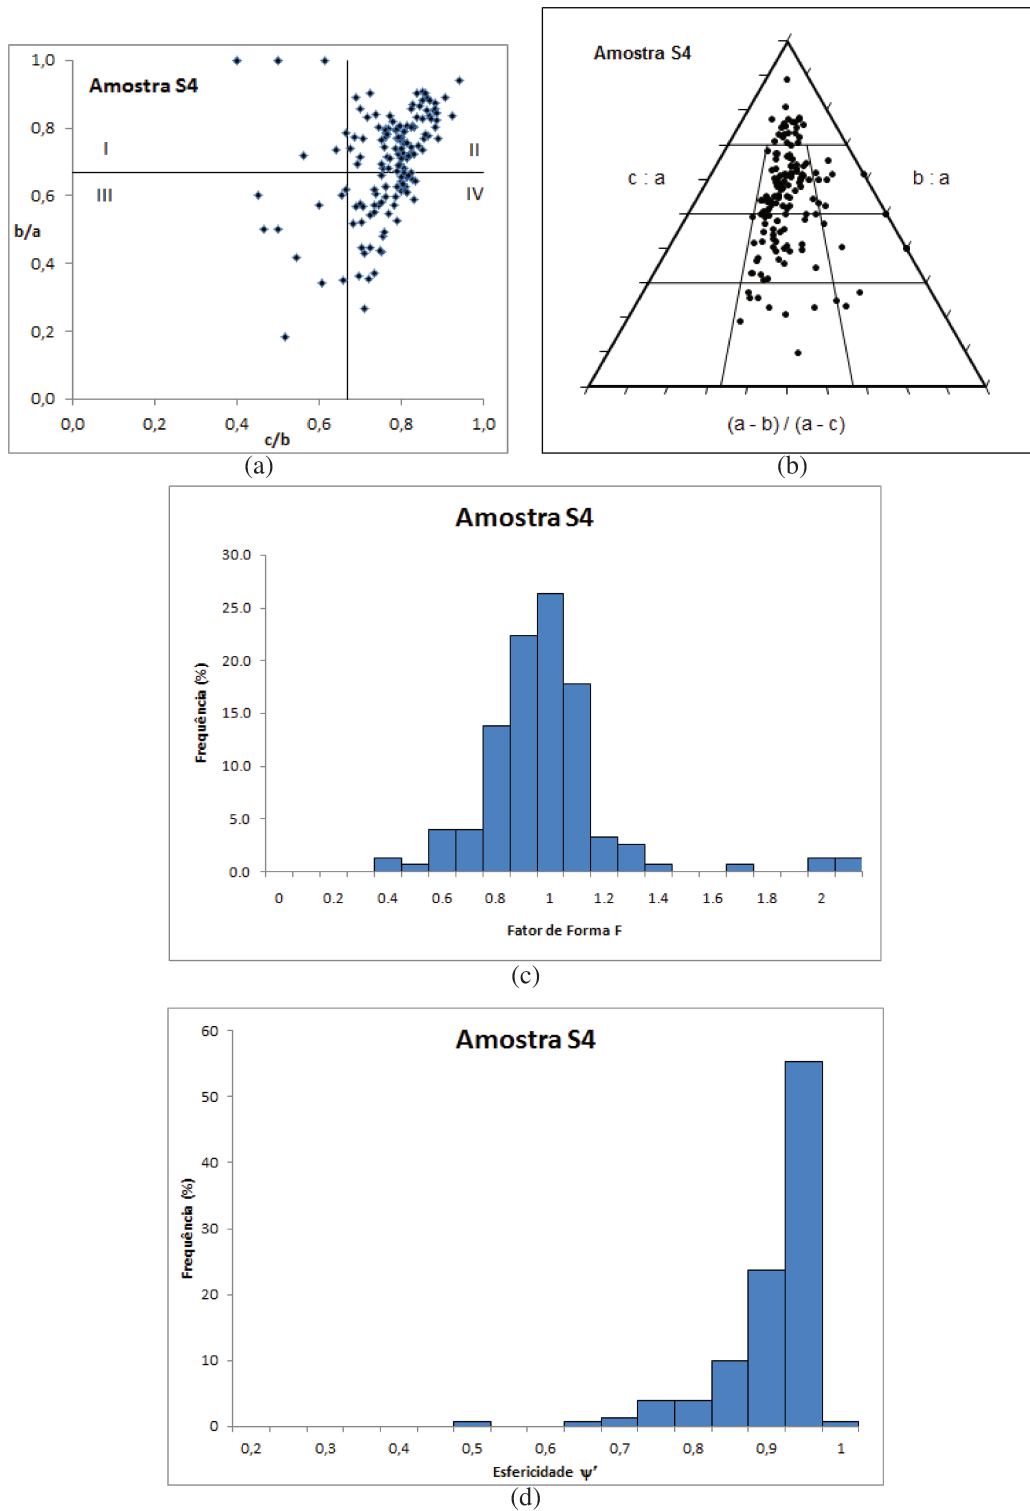 Amostra S4
1,0
0,8
0,6
0,4
0,2
0,0
b/a
I
II
III
IV
0,0 0,2 0,4 0,6 0,8 1,0
c/b
(a)
Amostra S4
c : a
b : a
(a - b) / (a - c)
(b)
Amostra S4
30.0
25.0
20.0
15.0
10.0
5.0
0.0
Frequência (%)
0 0.2 0.4 0.6 0.8 1 1.2 1.4 1.6 1.8 2
Fator de Forma F
(c)
Amostra S4
60
50
40
30
20
10
0
Frequência (%)
0,2 0,3 0,4 0,5 0,6 0,7 0,8 0,9 1
Esfericidade ψ'
(d)